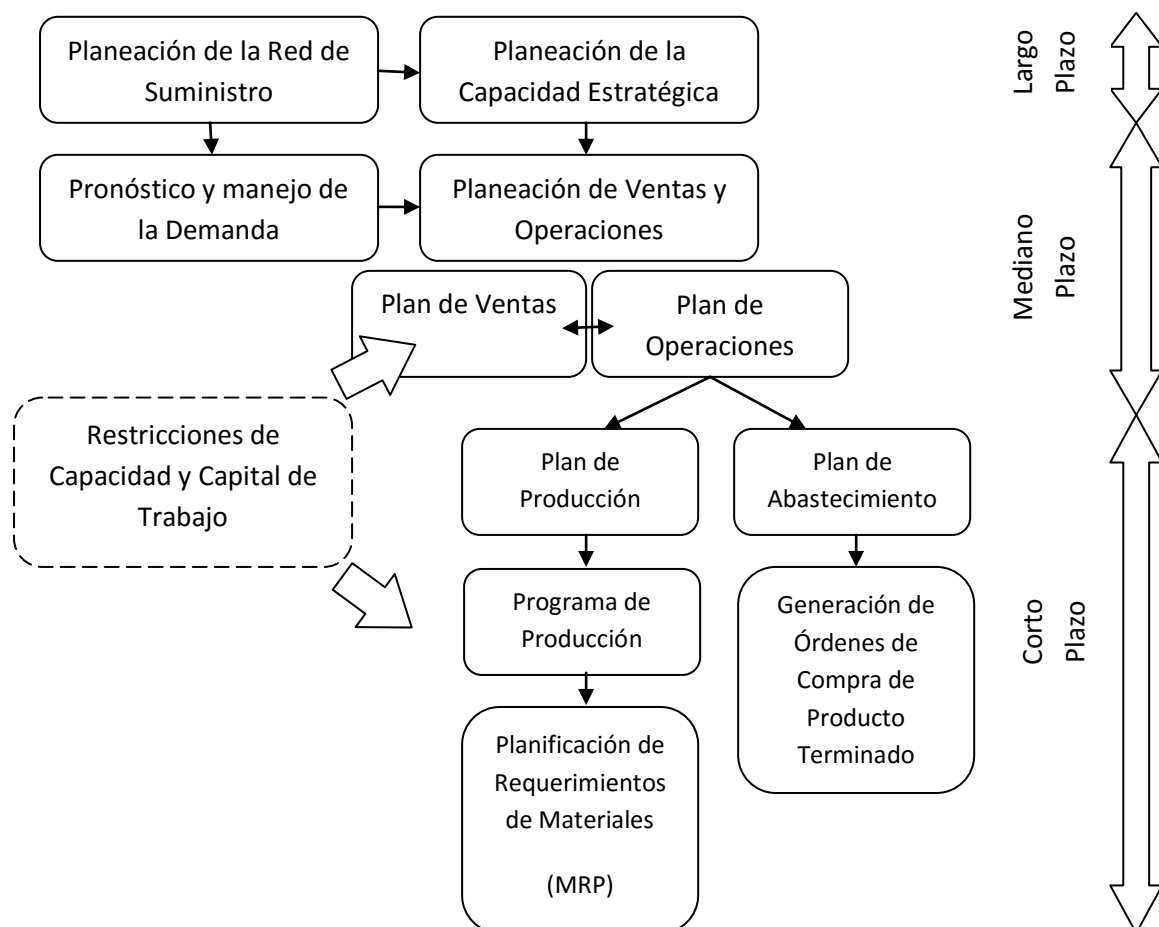 Planeación de la Red de
Suministro
Planeación de la
Capacidad Estratégica
Largo
Plazo
Pronóstico y manejo de
la Demanda
Planeación de Ventas y
Operaciones
Mediano
Plazo
Plan de Ventas
Plan de
Operaciones
Restricciones de
Capacidad y Capital de
Trabajo
Plan de
Producción
Plan de
Abastecimiento
Corto
Plazo
Programa de
Producción
Generación de
Órdenes de
Compra de
Producto
Terminado
Planificación de
Requerimientos
de Materiales
(MRP)